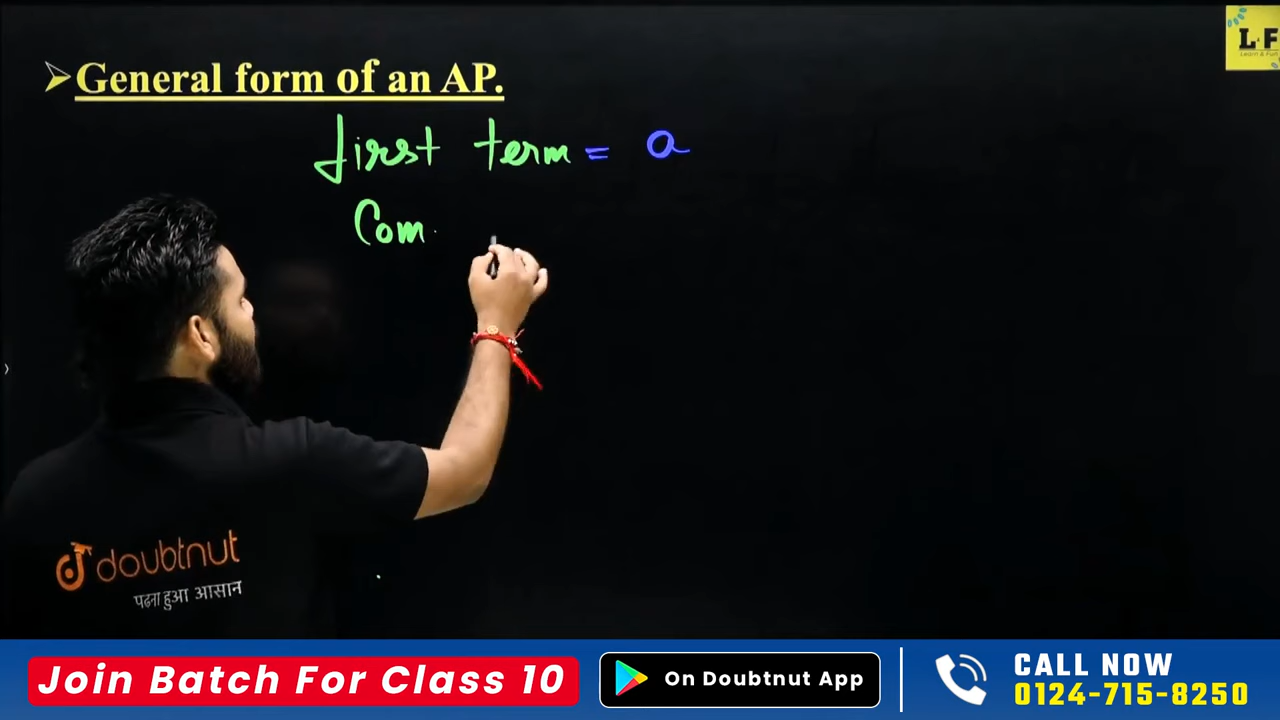 ➢General form of an AP.
first term = a
Com.
L&F
doubtnut
पढ़ना हुआ आसान
Join Batch For Class 10
On Doubtnut App
CALL NOW
0124-715-8250